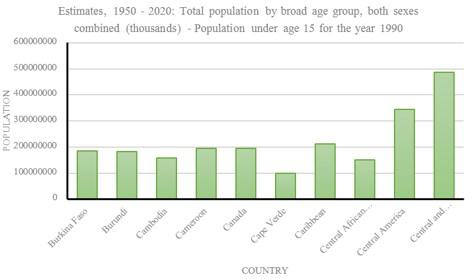 Estimates, 1950 - 2020: Total population by broad age group, both sexes
combined (thousands) - Population under age 15 for the year 1990
600000000
500000000
400000000
300000000
200000000
100000000
0
POPULATION
Burkina Faso
Burundi
Cambodia
Cameroon
Canada
Cape Verde
Caribbean
Central African…
Central America
Central and…
COUNTRY